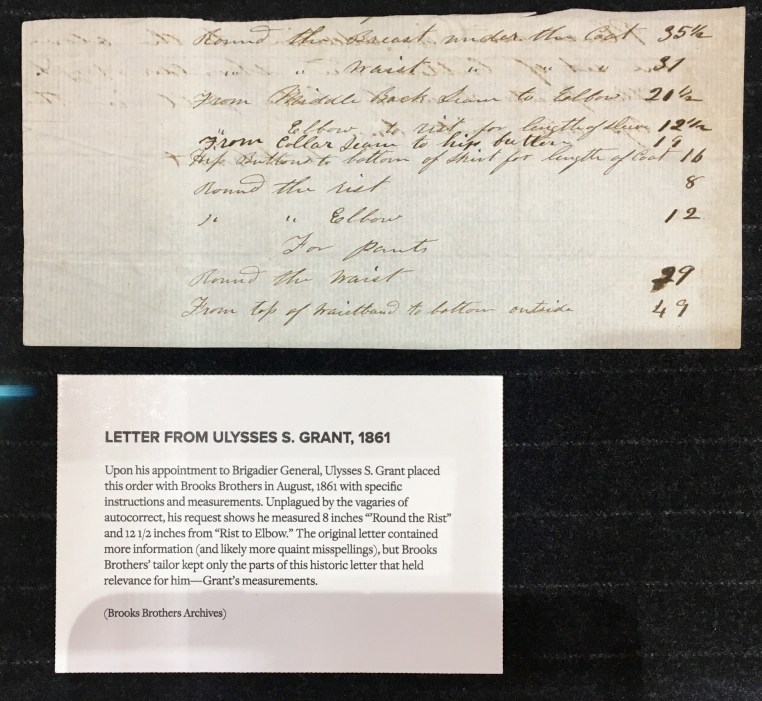 Round the Breast under the Coat 35 1/2
" " Waist " " 31
From Middle Back Seam to Elbow 20 1/2
Elbow to rist for length of 12 1/2
From Collar Seam to hip button 19
Hip Buttons to bottom of Skirt for length of Coat 16
Round the rist 8
" " Elbow 12
For pants
Round the Waist 29
From top of Waistband to bottom outside 49
LETTER FROM ULYSSES S. GRANT, 1861
Upon his appointment to Brigadier General, Ulysses S. Grant placed
this order with Brooks Brothers in August, 1861 with specific
instructions and measurements. Unplagued by the vagaries of
autocorrect, his request shows he measured 8 inches “’Round the Rist”
and 12 1/2 inches from “Rist to Elbow.” The original letter contained
more information (and likely more quaint misspellings), but Brooks
Brothers’ tailor kept only the parts of this historic letter that held
relevance for him—Grant’s measurements.
(Brooks Brothers Archives)